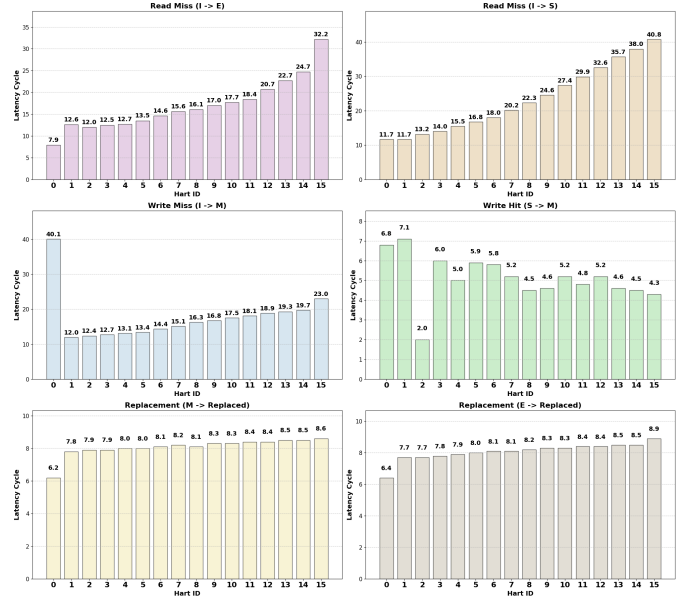 Read Miss (I -> E)
Latency Cycle
35
30
25
20
15
10
5
0
7.9 12.6 12.0 12.5 12.7 13.5 14.6 15.6 16.1 17.0 17.7 18.4 20.7 22.7 24.7 32.2
0 1 2 3 4 5 6 7 8 9 10 11 12 13 14 15
Hart ID
Read Miss (I -> S)
Latency Cycle
40
30
20
10
0
11.7 11.7 13.2 14.0 15.5 16.8 18.0 20.2 22.3 24.6 27.4 29.9 32.6 35.7 38.0 40.8
0 1 2 3 4 5 6 7 8 9 10 11 12 13 14 15
Hart ID
Write Miss (I -> M)
Latency Cycle
40
30
20
10
0
40.1 12.0 12.4 12.7 13.1 13.4 14.4 15.1 16.3 16.8 17.5 18.1 18.9 19.3 19.7 23.0
0 1 2 3 4 5 6 7 8 9 10 11 12 13 14 15
Hart ID
Write Hit (S -> M)
Latency Cycle
8
7
6
5
4
3
2
1
0
6.8 7.1 2.0 6.0 5.0 5.9 5.8 5.2 4.5 4.6 5.2 4.8 5.2 4.6 4.5 4.3
0 1 2 3 4 5 6 7 8 9 10 11 12 13 14 15
Hart ID
Replacement (M -> Replaced)
Latency Cycle
10
8
6
4
2
0
6.2 7.8 7.9 7.9 8.0 8.0 8.1 8.2 8.1 8.3 8.3 8.4 8.4 8.5 8.5 8.6
0 1 2 3 4 5 6 7 8 9 10 11 12 13 14 15
Hart ID
Replacement (E -> Replaced)
Latency Cycle
10
8
6
4
2
0
6.4 7.7 7.7 7.8 7.9 8.0 8.1 8.1 8.2 8.3 8.3 8.4 8.4 8.5 8.5 8.9
0 1 2 3 4 5 6 7 8 9 10 11 12 13 14 15
Hart ID